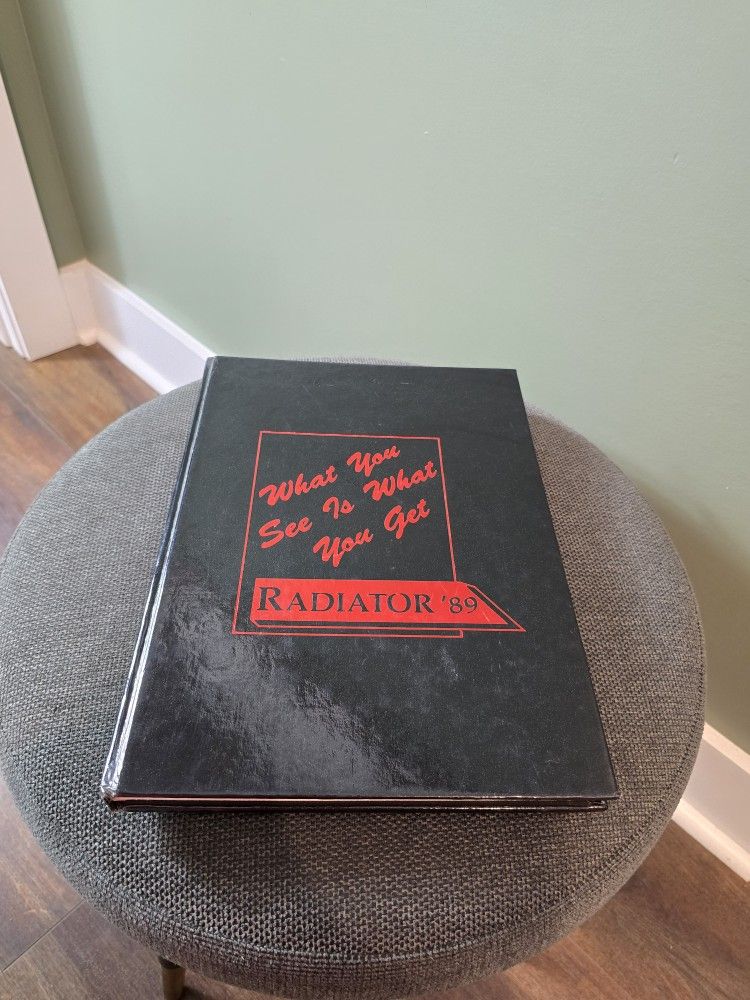 What You
See Is What
You Get
RADIATOR '89